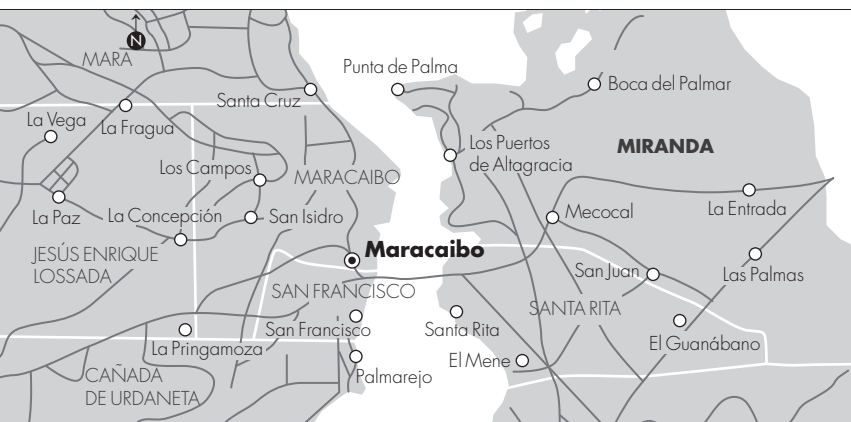 N
MARA
Punta de Palma
Boca del Palmar
Santa Cruz
La Vega
La Fragua
Los Puertos
de Altagracia
MIRANDA
Los Campos
MARACAIBO
La Paz
La Concepción
San Isidro
Mecocal
La Entrada
JESÚS ENRIQUE
LOSSADA
Maracaibo
San Juan
Las Palmas
SAN FRANCISCO
SANTA RITA
San Francisco
Santa Rita
El Guanábano
La Pringamoza
El Mene
CAÑADA
DE URDANETA
Palmarejo